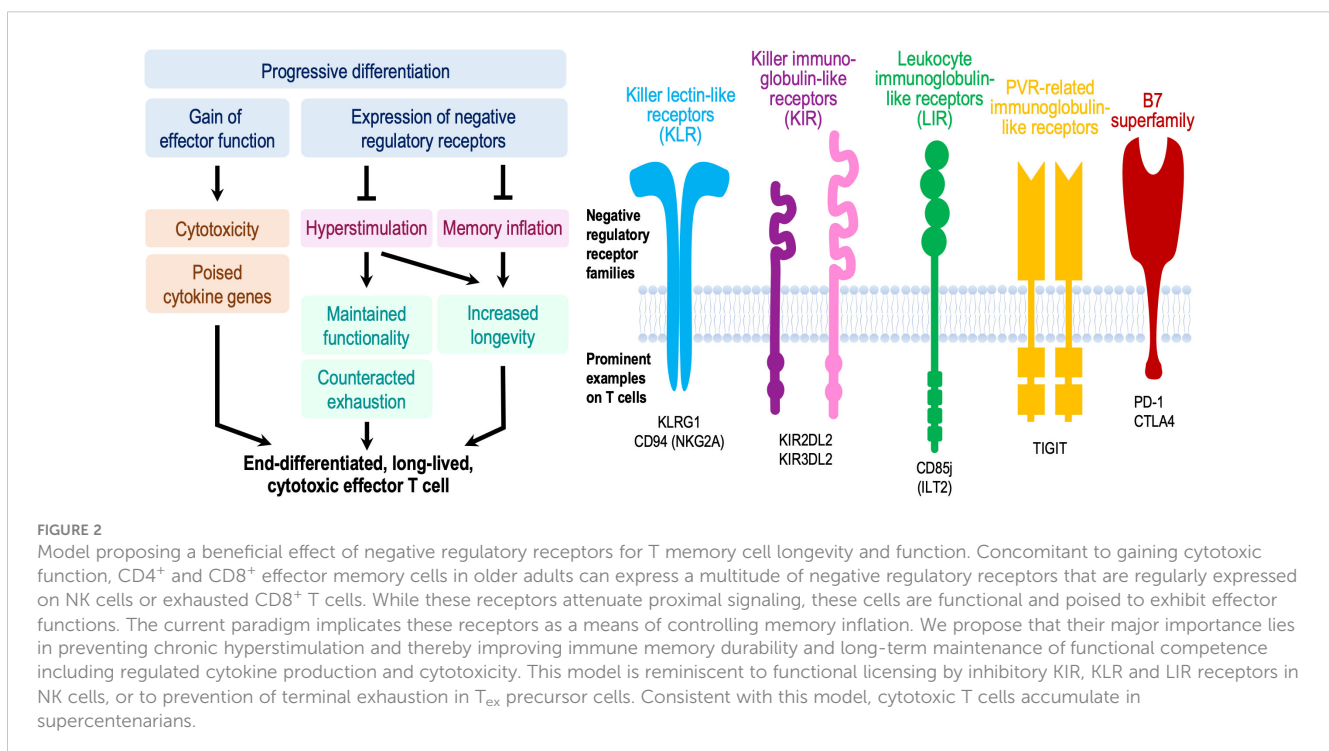 Progressive differentiation
Gain of
effector function
Expression of negative
regulatory receptors
Cytotoxicity
Hyperstimulation
Memory inflation
Poised
cytokine genes
Maintained
functionality
Increased
longevity
Counteracted
exhaustion
End-differentiated, long-lived,
cytotoxic effector T cell
Negative
regulatory
receptor
families
Prominent
examples
on T cells
Killer lectin-like
receptors
(KLR)
KLRG1
CD94 (NKG2A)
Killer immuno-
globulin-like
receptors
(KIR)
KIR2DL2
KIR3DL2
Leukocyte
immunoglobulin-
like receptors
(LIR)
CD85j
(ILT2)
PVR-related
immunoglobulin-
like receptors
TIGIT
B7
superfamily
PD-1
CTLA4
FIGURE 2
Model proposing a beneficial effect of negative regulatory receptors for T memory cell longevity and function. Concomitant to gaining cytotoxic
function, CD4⁺ and CD8⁺ effector memory cells in older adults can express a multitude of negative regulatory receptors that are regularly expressed
on NK cells or exhausted CD8⁺ T cells. While these receptors attenuate proximal signaling, these cells are functional and poised to exhibit effector
functions. The current paradigm implicates these receptors as a means of controlling memory inflation. We propose that their major importance lies
in preventing chronic hyperstimulation and thereby improving immune memory durability and long-term maintenance of functional competence
including regulated cytokine production and cytotoxicity. This model is reminiscent to functional licensing by inhibitory KIR, KLR and LIR receptors in
NK cells, or to prevention of terminal exhaustion in Tₑₓ precursor cells. Consistent with this model, cytotoxic T cells accumulate in
supercentenarians.